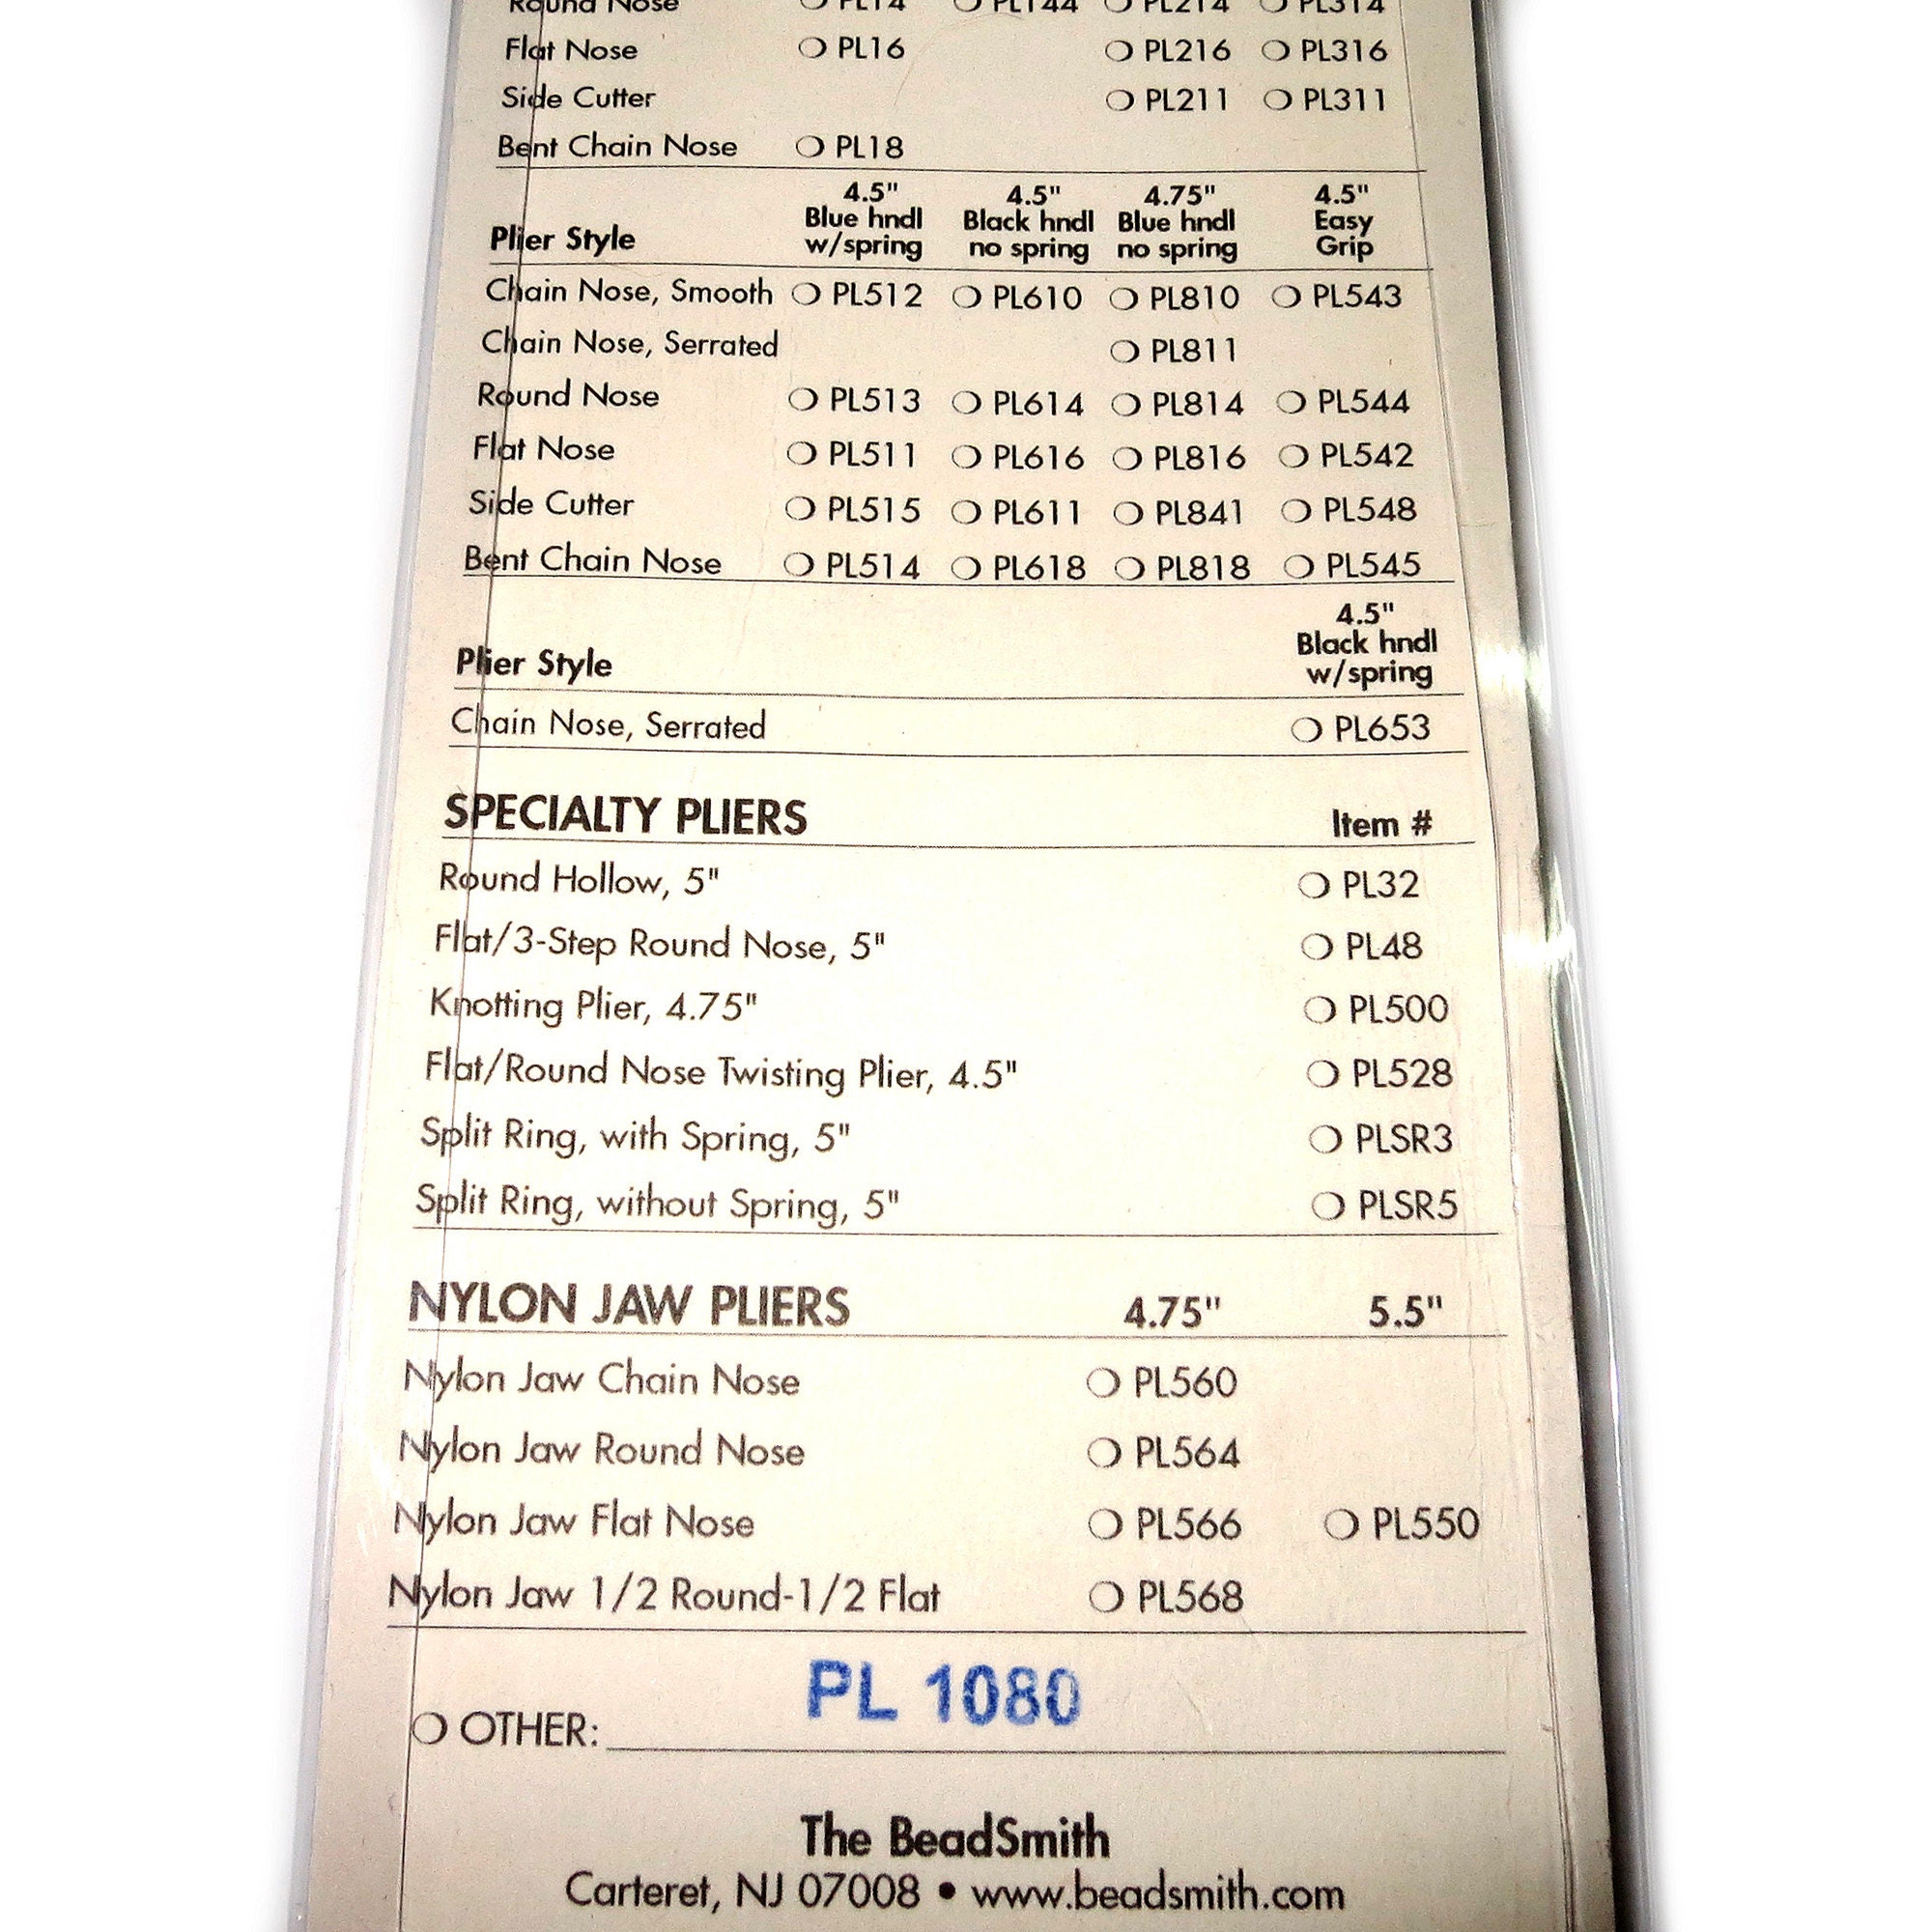 Round Nose ○ PL14 ○ PL144 ○ PL214 ○ PL314
Flat Nose ○ PL16 ○ PL216 ○ PL316
Side Cutter ○ PL211 ○ PL311
Bent Chain Nose ○ PL18
4.5" 4.5" 4.75" 4.5"
Blue hndl Black hndl Blue hndl Easy
Plier Style w/spring no spring no spring Grip
Chain Nose, Smooth ○ PL512 ○ PL610 ○ PL810 ○ PL543
Chain Nose, Serrated ○ PL811
Round Nose ○ PL513 ○ PL614 ○ PL814 ○ PL544
Flat Nose ○ PL511 ○ PL616 ○ PL816 ○ PL542
Side Cutter ○ PL515 ○ PL611 ○ PL841 ○ PL548
Bent Chain Nose ○ PL514 ○ PL618 ○ PL818 ○ PL545
4.5"
Black hndl
Plier Style w/spring
Chain Nose, Serrated ○ PL653
SPECIALTY PLIERS Item #
Round Hollow, 5" ○ PL32
Flat/3-Step Round Nose, 5" ○ PL48
Knotting Plier, 4.75" ○ PL500
Flat/Round Nose Twisting Plier, 4.5" ○ PL528
Split Ring, with Spring, 5" ○ PLSR3
Split Ring, without Spring, 5" ○ PLSR5
NYLON JAW PLIERS 4.75" 5.5"
Nylon Jaw Chain Nose ○ PL560
Nylon Jaw Round Nose ○ PL564
Nylon Jaw Flat Nose ○ PL566 ○ PL550
Nylon Jaw 1/2 Round-1/2 Flat ○ PL568
PL 1080
○ OTHER:
The BeadSmith
Carteret, NJ 07008 • www.beadsmith.com